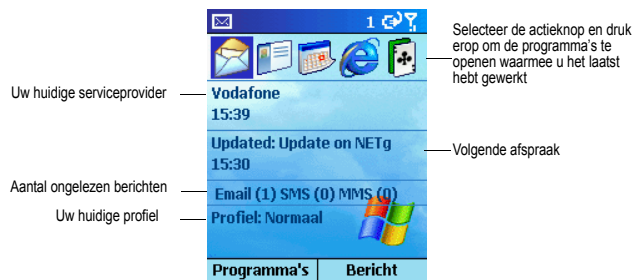 1
Selecteer de actieknop en druk
erop om de programma's te
openen waarmee u het laatst
hebt gewerkt
Uw huidige serviceprovider
Vodafone
15:39
Updated: Update on NETg
15:30
Volgende afspraak
Aantal ongelezen berichten
Email (1) SMS (0) MMS (0)
Uw huidige profiel
Profiel: Normaal
Programma's
Bericht